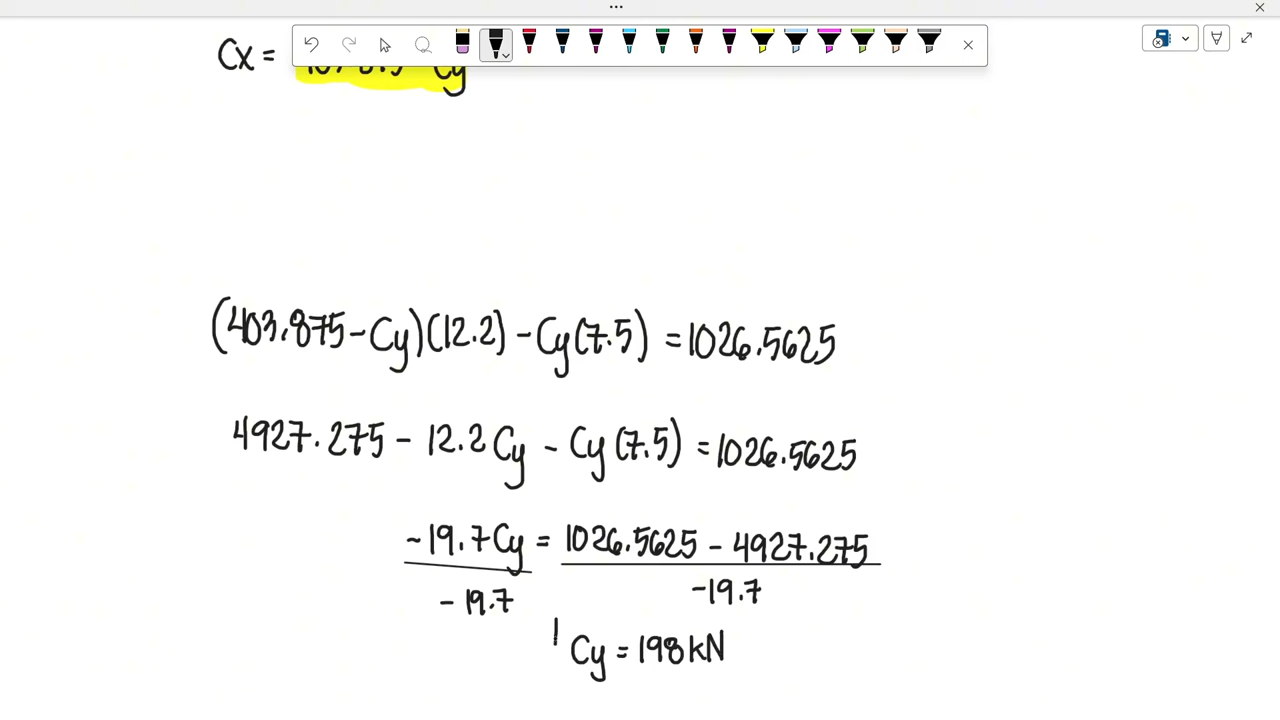 Cx =
(403.875 - Cy)(12.2) - Cy(7.5) = 1026.5625
4927.275 - 12.2 Cy - Cy(7.5) = 1026.5625
-19.7Cy = 1026.5625 - 4927.275
-19.7 -19.7
Cy = 198 kN